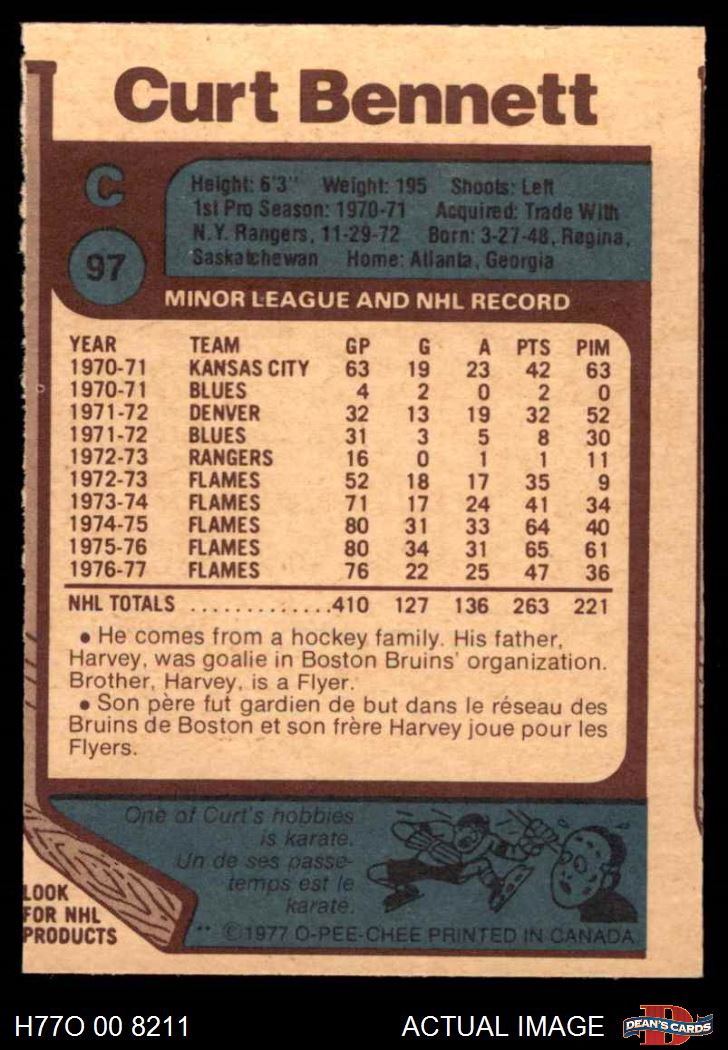 Curt Bennett
C
97
Height: 6'3" Weight: 195 Shoots: Left
1st Pro Season: 1970-71 Acquired: Trade With
N.Y. Rangers, 11-29-72 Born: 3-27-48, Regina,
Saskatchewan Home: Atlanta, Georgia
MINOR LEAGUE AND NHL RECORD
YEAR TEAM GP G A PTS PIM
1970-71 KANSAS CITY 63 19 23 42 63
1970-71 BLUES 4 2 0 2 0
1971-72 DENVER 32 13 19 32 52
1971-72 BLUES 31 3 5 8 30
1972-73 RANGERS 16 0 1 1 11
1972-73 FLAMES 52 18 17 35 9
1973-74 FLAMES 71 17 24 41 34
1974-75 FLAMES 80 31 33 64 40
1975-76 FLAMES 80 34 31 65 61
1976-77 FLAMES 76 22 25 47 36
NHL TOTALS ..............410 127 136 263 221
• He comes from a hockey family. His father,
Harvey, was goalie in Boston Bruins' organization.
Brother, Harvey, is a Flyer.
• Son père fut gardien de but dans le réseau des
Bruins de Boston et son frère Harvey joue pour les
Flyers.
One of Curt's hobbies
is karate.
Un de ses passe-
temps est le
karate.
LOOK
FOR NHL
PRODUCTS
** ©1977 O-PEE-CHEE PRINTED IN CANADA
H77O 00 8211 ACTUAL IMAGE
DEAN'S CARDS